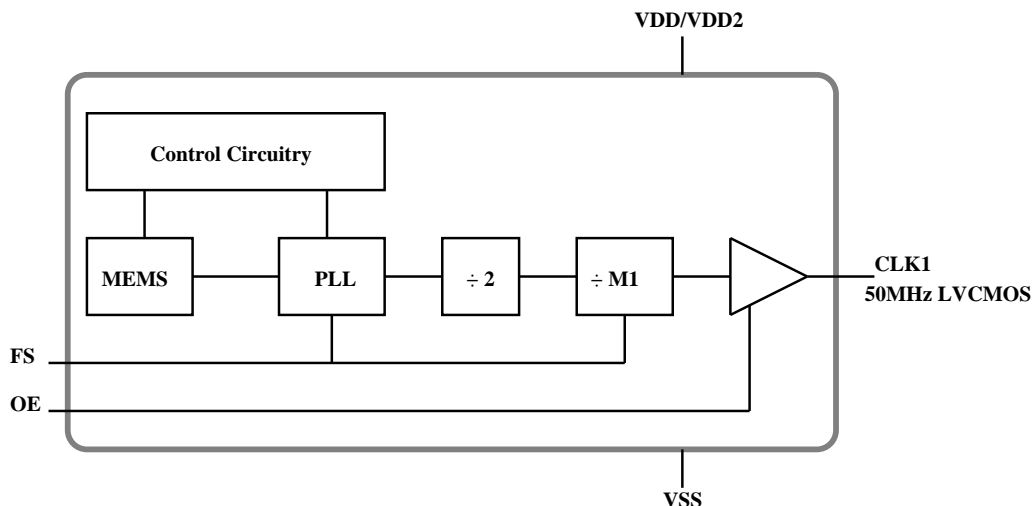 VDD/VDD2
Control Circuitry
MEMS
PLL
÷ 2
÷ M1
CLK1
50MHz LVCMOS
FS
OE
VSS